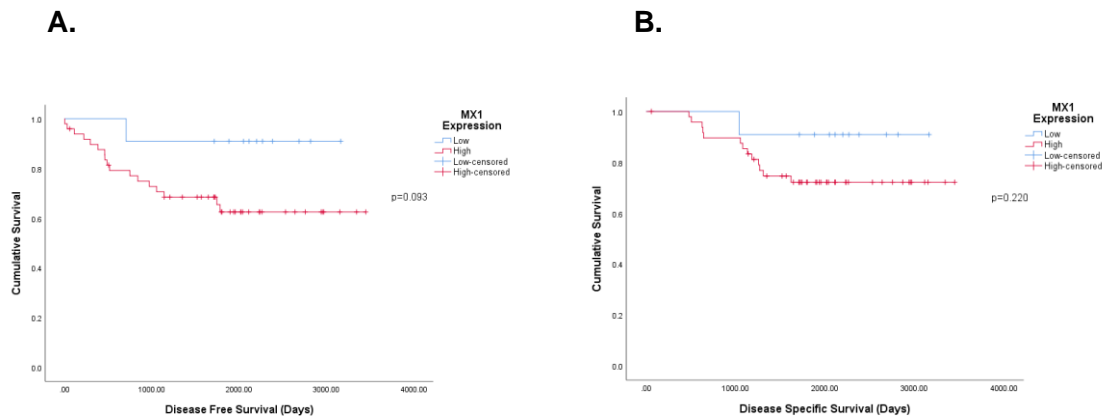 A.
B.
Cumulative Survival
1.0
0.8
0.6
0.4
0.2
0.0
.00 1000.00 2000.00 3000.00 4000.00
Disease Free Survival (Days)
MX1
Expression
Low
High
Low-censored
High-censored
p=0.093
Cumulative Survival
1.0
0.8
0.6
0.4
0.2
0.0
.00 1000.00 2000.00 3000.00 4000.00
Disease Specific Survival (Days)
MX1
Expression
Low
High
Low-censored
High-censored
p=0.220